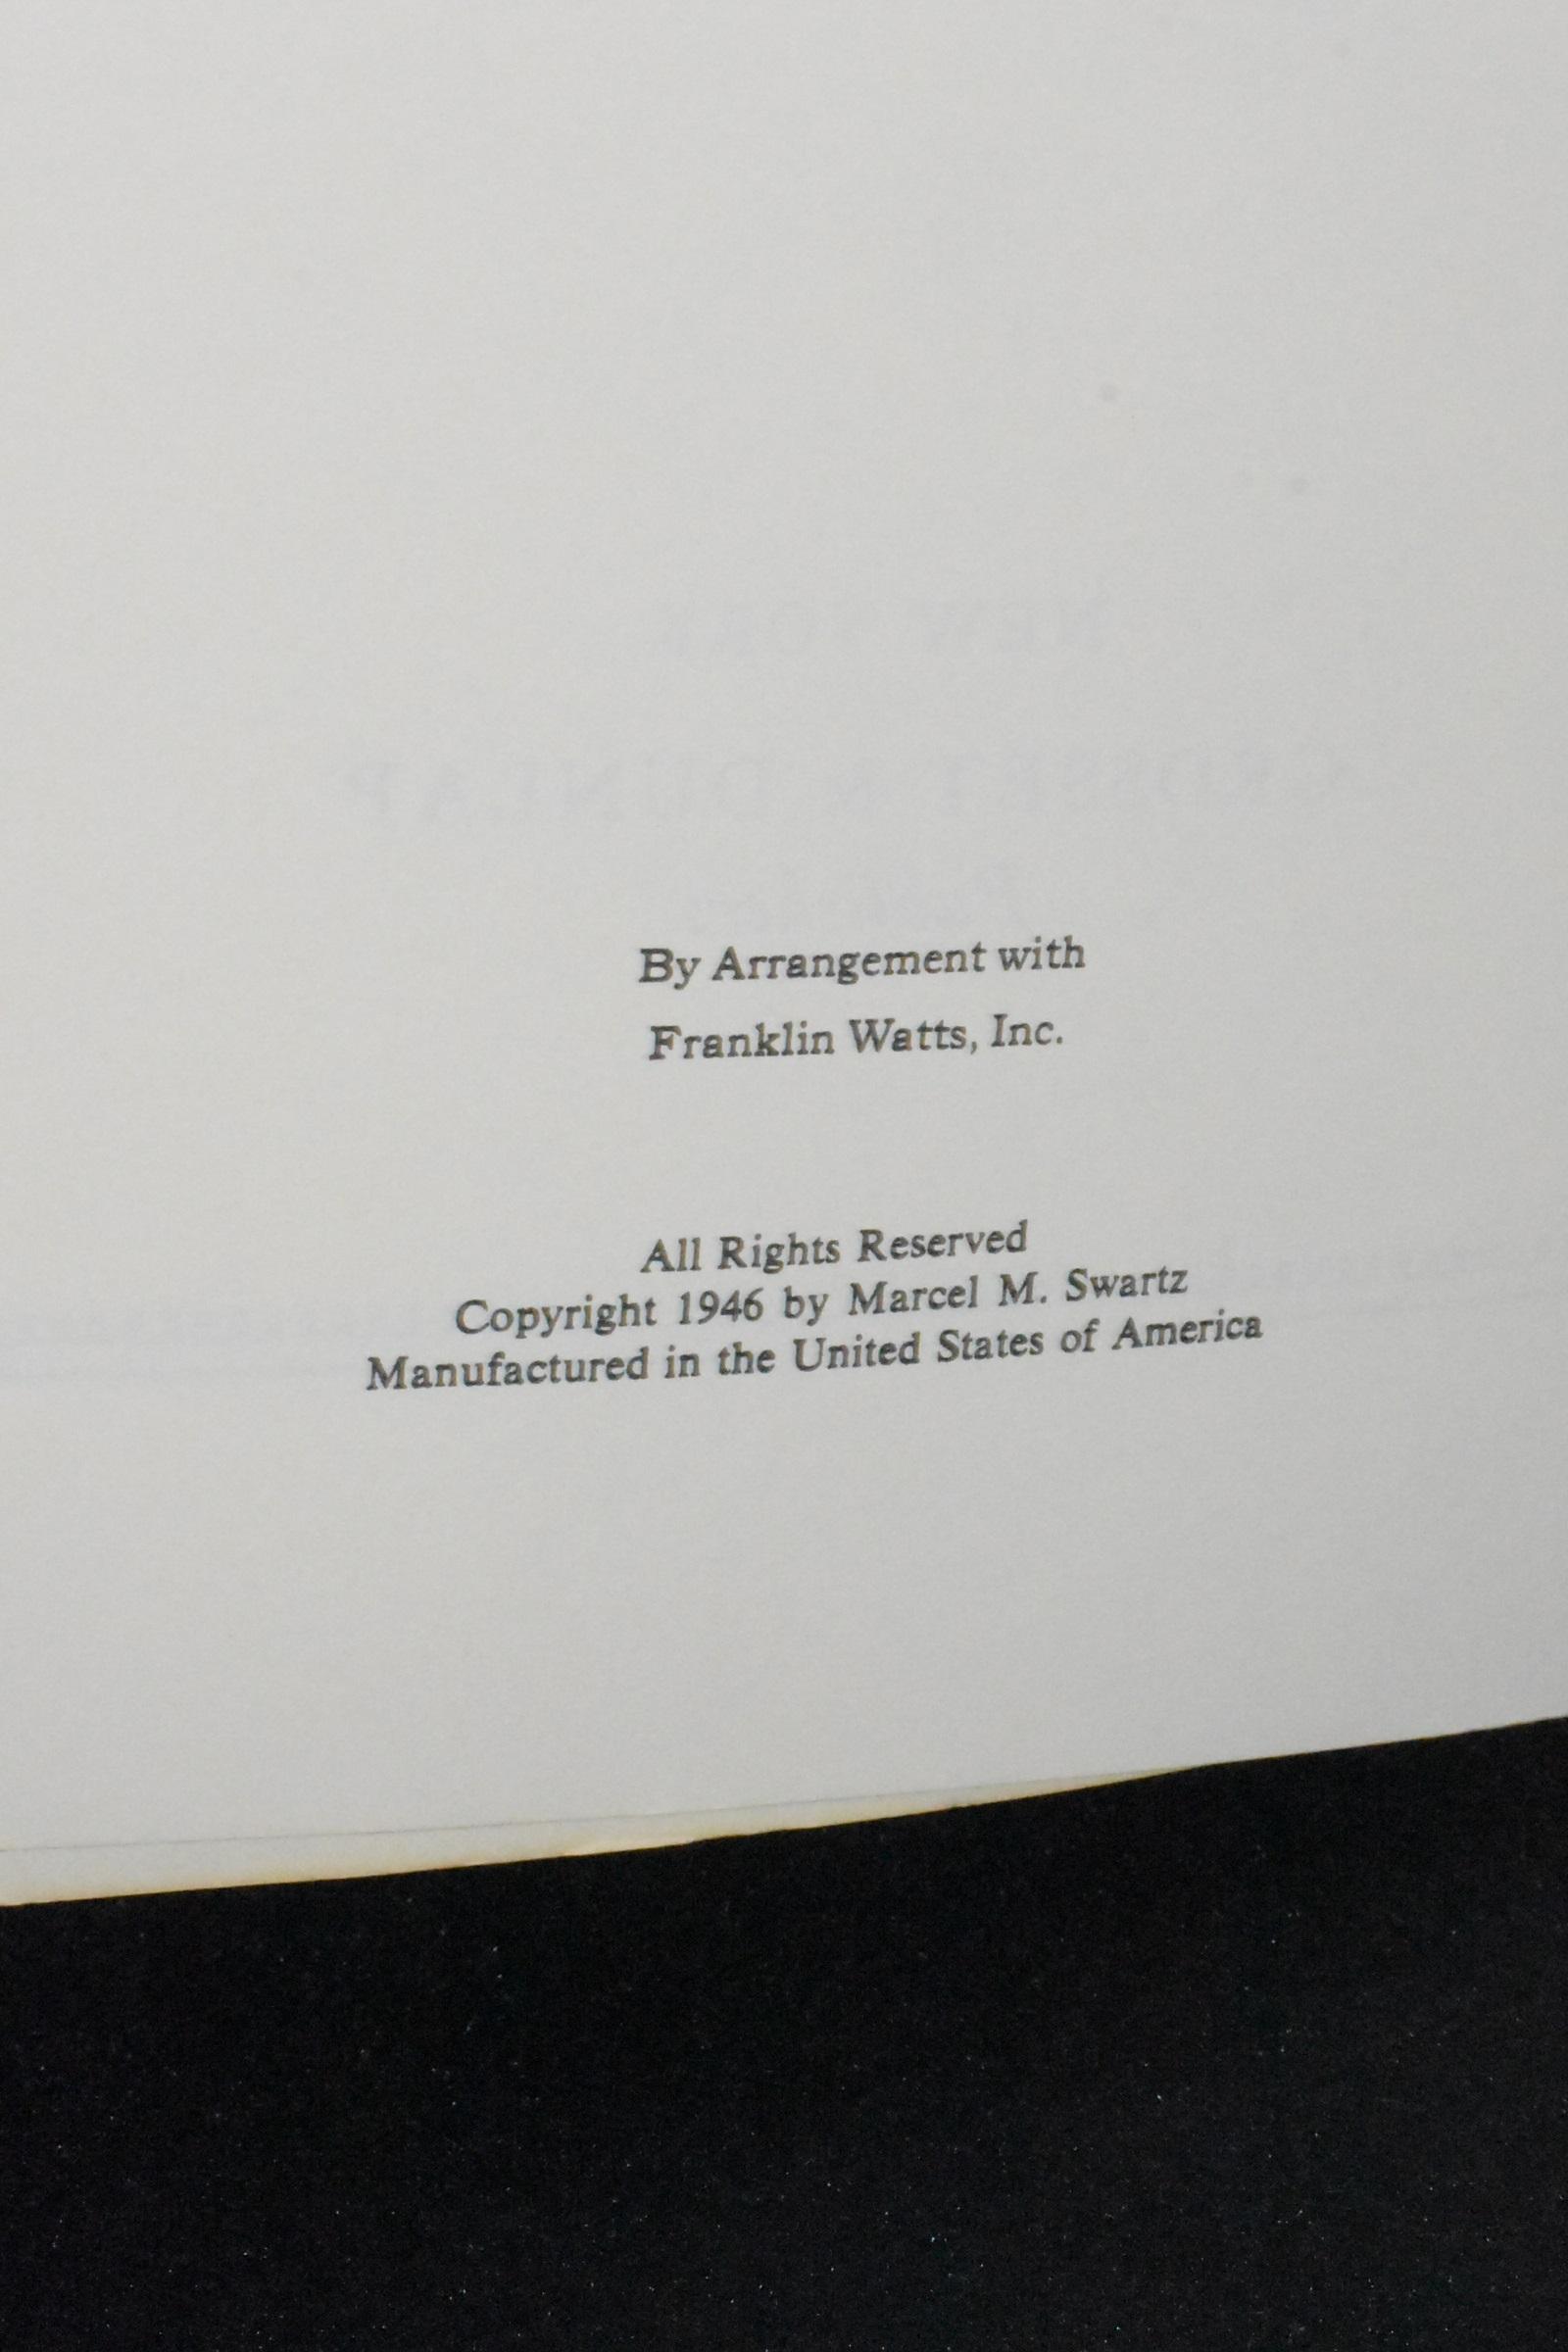 By Arrangement with
Franklin Watts, Inc.
All Rights Reserved
Copyright 1946 by Marcel M. Swartz
Manufactured in the United States of America